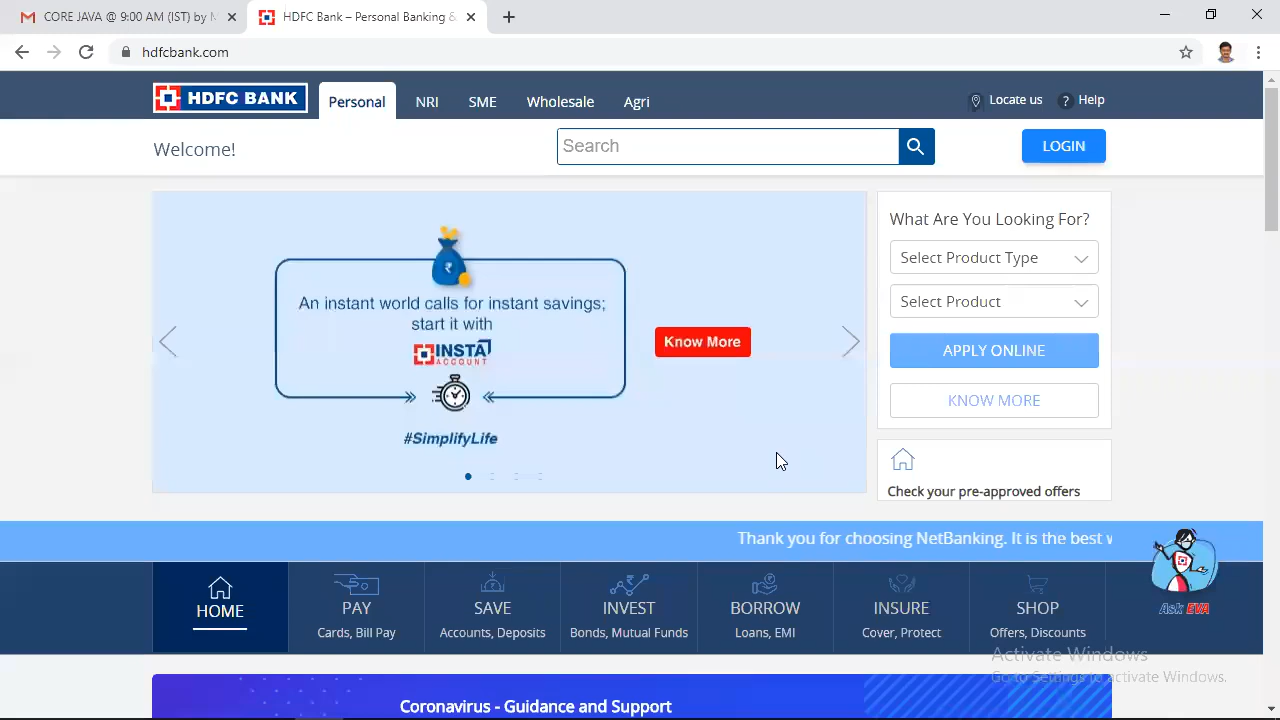 CORE JAVA @ 9:00 AM (IST) by
HDFC Bank – Personal Banking &
hdfcbank.com
HDFC BANK
Personal
NRI
SME
Wholesale
Agri
Locate us
? Help
Welcome!
Search
LOGIN
An instant world calls for instant savings;
start it with
INSTA
ACCOUNT
#SimplifyLife
Know More
What Are You Looking For?
Select Product Type
Select Product
APPLY ONLINE
KNOW MORE
Check your pre-approved offers
Thank you for choosing NetBanking. It is the best
Ask EVA
HOME
PAY
Cards, Bill Pay
SAVE
Accounts, Deposits
INVEST
Bonds, Mutual Funds
BORROW
Loans, EMI
INSURE
Cover, Protect
SHOP
Offers, Discounts
Activate Windows
Go to Settings to activate Windows.
Coronavirus - Guidance and Support